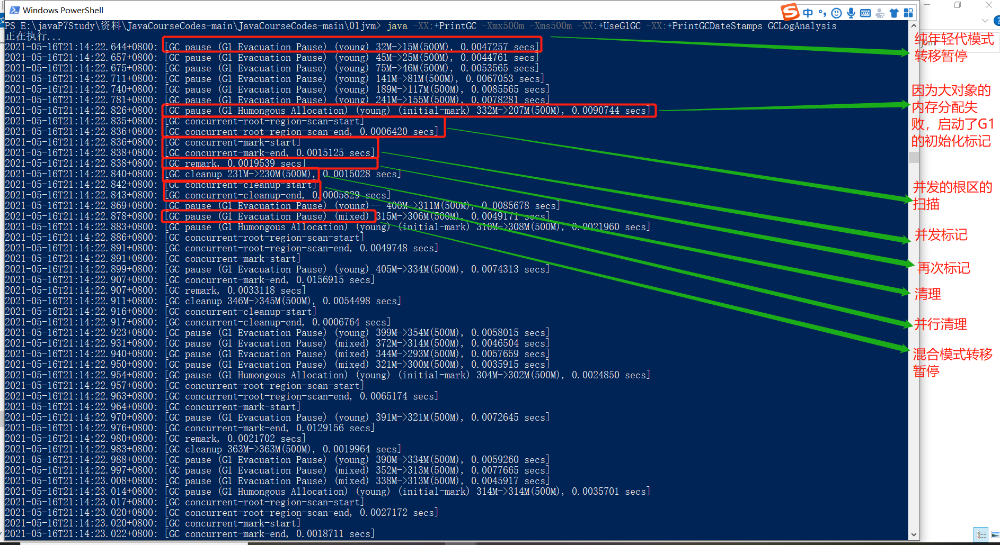 Windows PowerShell
中
PS E:\javaP7Study\资料\JavaCourseCodes-main\JavaCourseCodes-main\01jvm> java -XX:+PrintGC -Xmx500m -Xms500m -XX:+UseG1GC -XX:+PrintGCDateStamps GCLogAnalysis
正在执行...
2021-05-16T21:14:22.644+0800: [GC pause (G1 Evacuation Pause) (young) 32M->15M(500M), 0.0047257 secs]
2021-05-16T21:14:22.657+0800: [GC pause (G1 Evacuation Pause) (young) 45M->25M(500M), 0.0044761 secs]
2021-05-16T21:14:22.675+0800: [GC pause (G1 Evacuation Pause) (young) 75M->46M(500M), 0.0053565 secs]
2021-05-16T21:14:22.711+0800: [GC pause (G1 Evacuation Pause) (young) 141M->81M(500M), 0.0067053 secs]
2021-05-16T21:14:22.740+0800: [GC pause (G1 Evacuation Pause) (young) 189M->117M(500M), 0.0085565 secs]
2021-05-16T21:14:22.781+0800: [GC pause (G1 Evacuation Pause) (young) 241M->155M(500M), 0.0078281 secs]
2021-05-16T21:14:22.826+0800: [GC pause (G1 Humongous Allocation) (young) (initial-mark) 332M->207M(500M), 0.0090744 secs]
2021-05-16T21:14:22.835+0800: [GC concurrent-root-region-scan-start]
2021-05-16T21:14:22.836+0800: [GC concurrent-root-region-scan-end, 0.0006420 secs]
2021-05-16T21:14:22.836+0800: [GC concurrent-mark-start]
2021-05-16T21:14:22.838+0800: [GC concurrent-mark-end, 0.0015125 secs]
2021-05-16T21:14:22.838+0800: [GC remark, 0.0019539 secs]
2021-05-16T21:14:22.840+0800: [GC cleanup 231M->230M(500M), 0.0015028 secs]
2021-05-16T21:14:22.842+0800: [GC concurrent-cleanup-start]
2021-05-16T21:14:22.843+0800: [GC concurrent-cleanup-end, 0.0005829 secs]
2021-05-16T21:14:22.869+0800: [GC pause (G1 Evacuation Pause) (young)-- 400M->311M(500M), 0.0085678 secs]
2021-05-16T21:14:22.878+0800: [GC pause (G1 Evacuation Pause) (mixed) 315M->306M(500M), 0.0049171 secs]
2021-05-16T21:14:22.883+0800: [GC pause (G1 Humongous Allocation) (young) (initial-mark) 310M->308M(500M), 0.0021960 secs]
2021-05-16T21:14:22.886+0800: [GC concurrent-root-region-scan-start]
2021-05-16T21:14:22.891+0800: [GC concurrent-root-region-scan-end, 0.0049748 secs]
2021-05-16T21:14:22.891+0800: [GC concurrent-mark-start]
2021-05-16T21:14:22.899+0800: [GC pause (G1 Evacuation Pause) (young) 405M->334M(500M), 0.0074313 secs]
2021-05-16T21:14:22.907+0800: [GC concurrent-mark-end, 0.0156915 secs]
2021-05-16T21:14:22.907+0800: [GC remark, 0.0033118 secs]
2021-05-16T21:14:22.911+0800: [GC cleanup 346M->345M(500M), 0.0054498 secs]
2021-05-16T21:14:22.916+0800: [GC concurrent-cleanup-start]
2021-05-16T21:14:22.917+0800: [GC concurrent-cleanup-end, 0.0006764 secs]
2021-05-16T21:14:22.923+0800: [GC pause (G1 Evacuation Pause) (young) 399M->354M(500M), 0.0058015 secs]
2021-05-16T21:14:22.931+0800: [GC pause (G1 Evacuation Pause) (mixed) 372M->314M(500M), 0.0046504 secs]
2021-05-16T21:14:22.940+0800: [GC pause (G1 Evacuation Pause) (mixed) 344M->293M(500M), 0.0057659 secs]
2021-05-16T21:14:22.950+0800: [GC pause (G1 Evacuation Pause) (mixed) 321M->300M(500M), 0.0035915 secs]
2021-05-16T21:14:22.954+0800: [GC pause (G1 Humongous Allocation) (young) (initial-mark) 304M->302M(500M), 0.0024850 secs]
2021-05-16T21:14:22.957+0800: [GC concurrent-root-region-scan-start]
2021-05-16T21:14:22.963+0800: [GC concurrent-root-region-scan-end, 0.0065174 secs]
2021-05-16T21:14:22.964+0800: [GC concurrent-mark-start]
2021-05-16T21:14:22.970+0800: [GC pause (G1 Evacuation Pause) (young) 391M->321M(500M), 0.0072645 secs]
2021-05-16T21:14:22.976+0800: [GC concurrent-mark-end, 0.0129156 secs]
2021-05-16T21:14:22.980+0800: [GC remark, 0.0021702 secs]
2021-05-16T21:14:22.983+0800: [GC cleanup 363M->363M(500M), 0.0019964 secs]
2021-05-16T21:14:22.988+0800: [GC pause (G1 Evacuation Pause) (young) 390M->334M(500M), 0.0059260 secs]
2021-05-16T21:14:22.997+0800: [GC pause (G1 Evacuation Pause) (mixed) 352M->313M(500M), 0.0077665 secs]
2021-05-16T21:14:23.008+0800: [GC pause (G1 Evacuation Pause) (mixed) 338M->313M(500M), 0.0045917 secs]
2021-05-16T21:14:23.014+0800: [GC pause (G1 Humongous Allocation) (young) (initial-mark) 314M->314M(500M), 0.0035701 secs]
2021-05-16T21:14:23.017+0800: [GC concurrent-root-region-scan-start]
2021-05-16T21:14:23.020+0800: [GC concurrent-root-region-scan-end, 0.0027172 secs]
2021-05-16T21:14:23.020+0800: [GC concurrent-mark-start]
2021-05-16T21:14:23.022+0800: [GC concurrent-mark-end, 0.0018711 secs]
纯年轻代模式
转移暂停
因为大对象的
内存分配失
败，启动了G1
的初始化标记
并发的根区的
扫描
并发标记
再次标记
清理
并行清理
混合模式转移
暂停